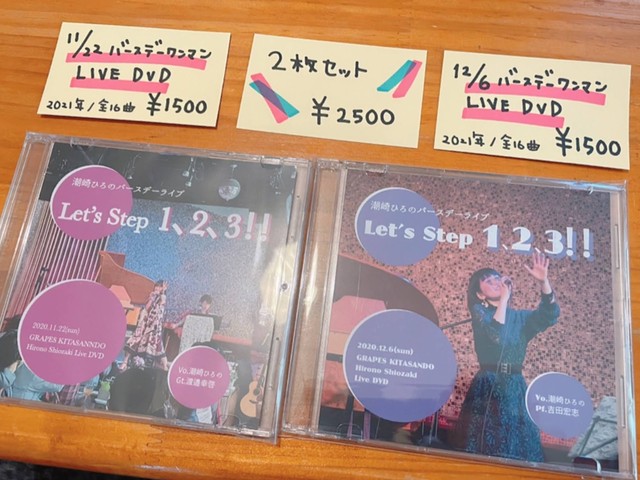 11/22 バースデーワンマン
LIVE DVD
2021年/全16曲 ¥1500
2枚セット
¥2500
12/6 バースデーワンマン
LIVE DVD
2021年/全16曲 ¥1500
潮崎ひろのバースデーライブ
Let's Step 1、2、3!!
2020.11.22(sun)
GRAPES KITASANNDO
Hirono Shiozaki Live DVD
Vo.潮崎ひろの
Gt.渡邊幸啓
潮崎ひろのバースデーライブ
Let's Step 1、2、3!!
2020.12.6(sun)
GRAPES KITASANDO
Hirono Shiozaki
Live DVD
Vo.潮崎ひろの
Pf.吉田宏志